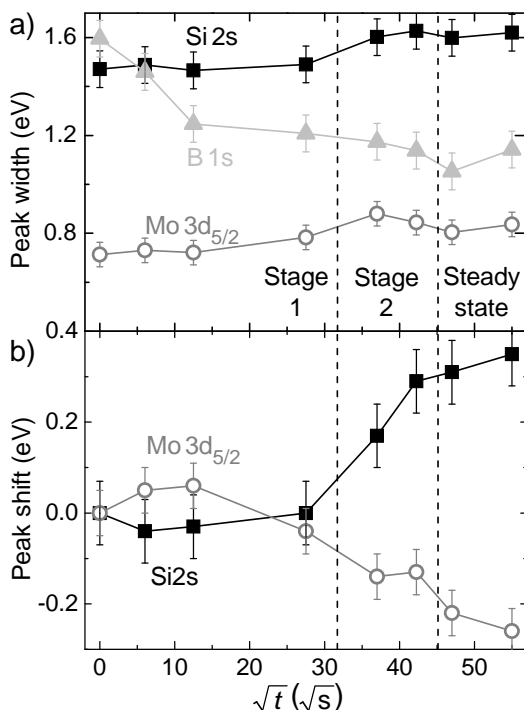 a)
1.6
Si 2s
1.2
B 1s
Mo 3d5/2
0.8
0.4
Peak width (eV)
Stage 1
Stage 2
Steady state
b)
0.4
0.2
0.0
-0.2
Peak shift (eV)
Mo 3d5/2
Si2s
0 10 20 30 40 50
√t (√s)